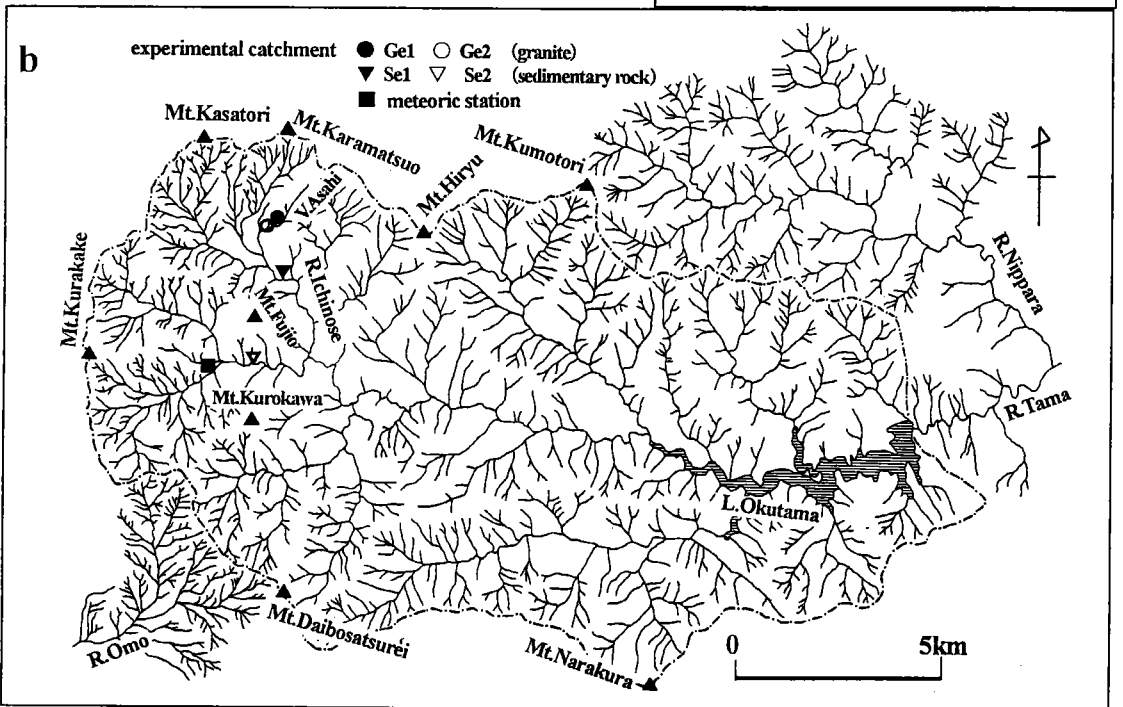 b
experimental catchment ● Ge1 ○ Ge2 (granite)
▼ Se1 ▽ Se2 (sedimentary rock)
■ meteoric station
Mt.Kasatori
Mt.Karamatsuo
Mt.Kumotori
Mt.Hiryu
V.Asahi
R.Ichinose
Mt.Kurakake
Mt.Fujio
R.Nippara
Mt.Kurokawa
R.Tama
L.Okutama
Mt.Daibosatsurei
R.Omo
Mt.Narakura
0 5km